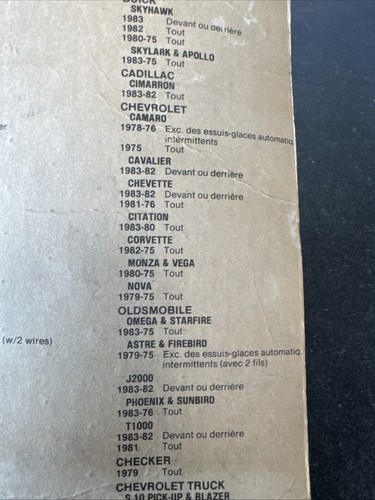 BUICK
SKYHAWK
1983 Devant ou derrière
1982 Tout
1980-75 Tout
SKYLARK & APOLLO
1983-75 Tout
CADILLAC
CIMARRON
1983-82 Tout
CHEVROLET
CAMARO
1978-76 Exc. des essuis-glaces automatiq
intermittents
1975 Tout
CAVALIER
1983-82 Devant ou derrière
CHEVETTE
1983-82 Devant ou derrière
1981-76 Tout
CITATION
1983-80 Tout
CORVETTE
1982-75 Tout
MONZA & VEGA
1980-75 Tout
NOVA
1979-75 Tout
OLDSMOBILE
OMEGA & STARFIRE
1983-75 Tout
(w/2 wires)
ASTRE & FIREBIRD
1979-75 Exc. des essuis-glaces automatiq
intermittents (avec 2 fils)
J2000
1983-82 Devant ou derrière
PHOENIX & SUNBIRD
1983-76 Tout
T1000
1983-82 Devant ou derrière
1981 Tout
CHECKER
1979 Tout
CHEVROLET TRUCK
S 10 PICK-UP & BLAZER